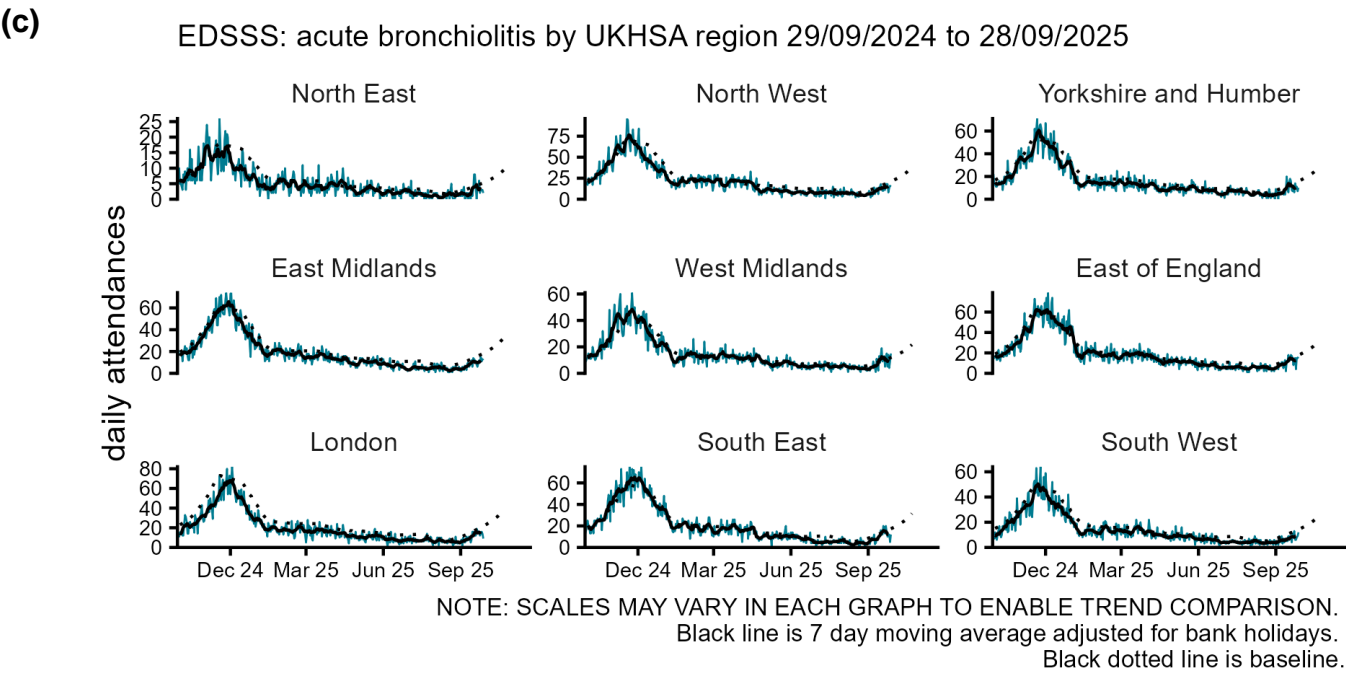 (c)
EDSSS: acute bronchiolitis by UKHSA region 29/09/2024 to 28/09/2025
daily attendances
North East
25
20
15
10
5
0
North West
75
50
25
0
Yorkshire and Humber
60
40
20
0
East Midlands
60
40
20
0
West Midlands
60
40
20
0
East of England
60
40
20
0
London
80
60
40
20
0
Dec 24 Mar 25 Jun 25 Sep 25
South East
60
40
20
0
Dec 24 Mar 25 Jun 25 Sep 25
South West
60
40
20
0
Dec 24 Mar 25 Jun 25 Sep 25
NOTE: SCALES MAY VARY IN EACH GRAPH TO ENABLE TREND COMPARISON.
Black line is 7 day moving average adjusted for bank holidays.
Black dotted line is baseline.